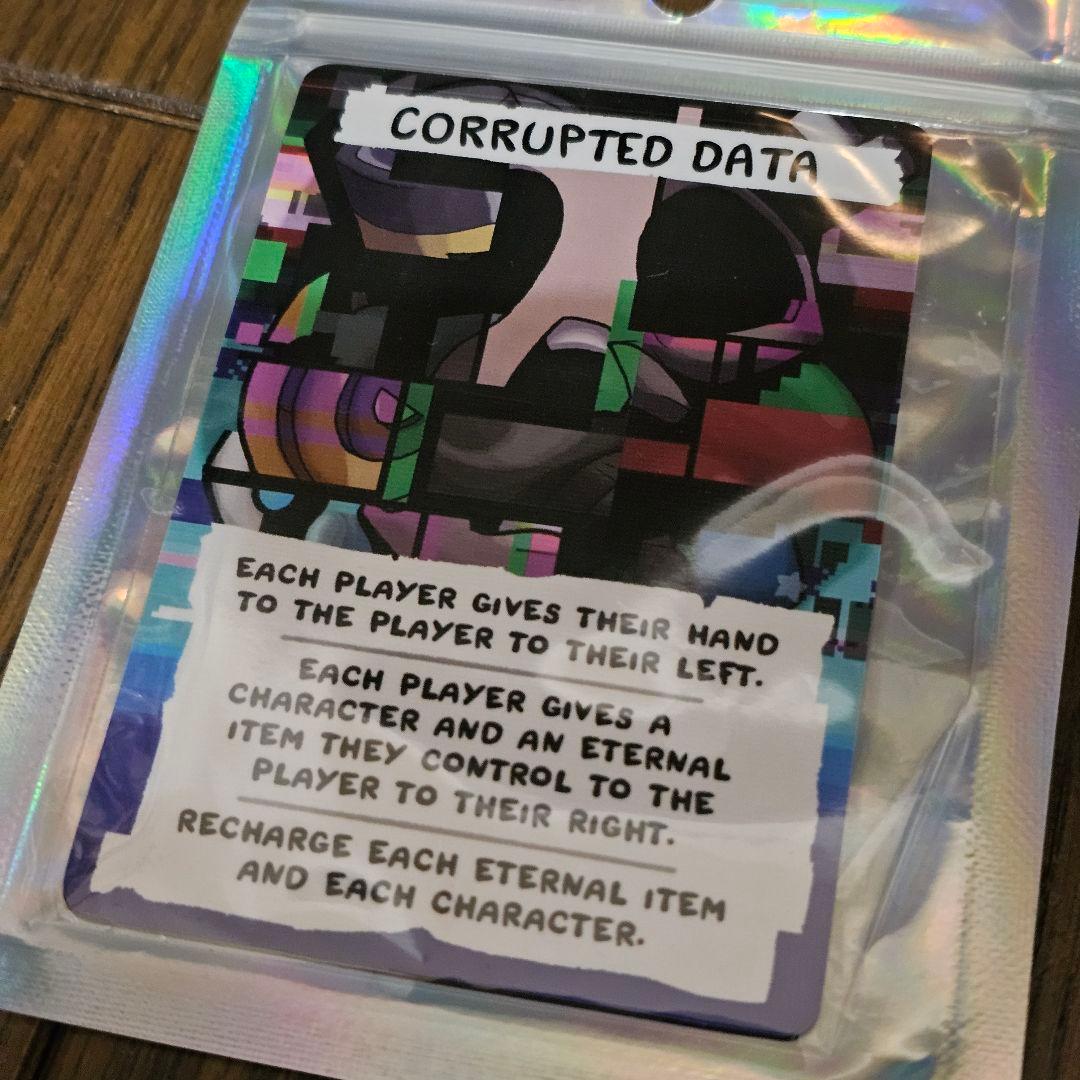 CORRUPTED DATA
EACH PLAYER GIVES THEIR HAND
TO THE PLAYER TO THEIR LEFT.
EACH PLAYER GIVES A
CHARACTER AND AN ETERNAL
ITEM THEY CONTROL TO THE
PLAYER TO THEIR RIGHT.
RECHARGE EACH ETERNAL ITEM
AND EACH CHARACTER.